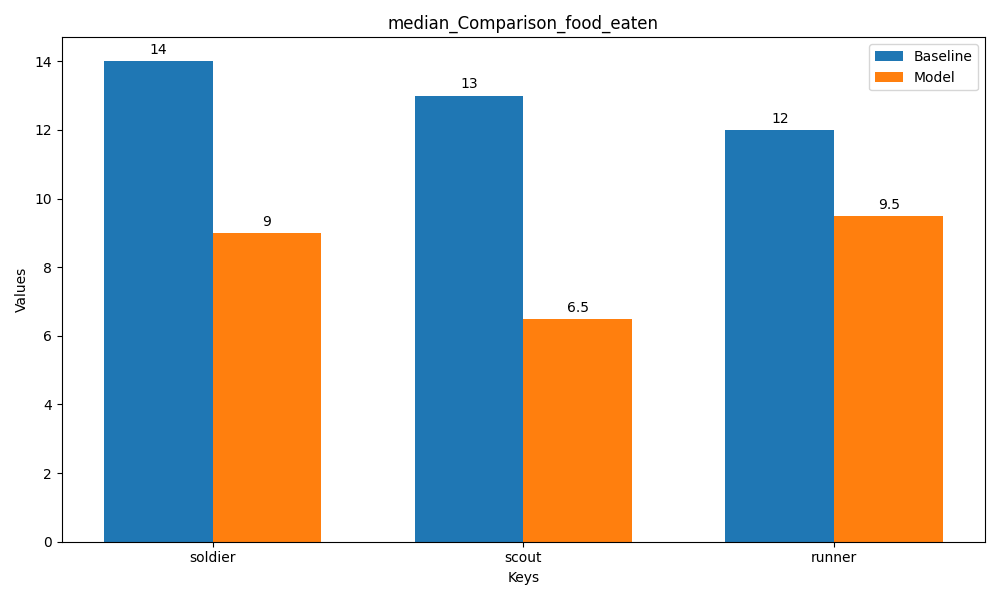 median_Comparison_food_eaten
Baseline
Model
14
13
12
9
6.5
9.5
Values
14
12
10
8
6
4
2
0
soldier
scout
runner
Keys